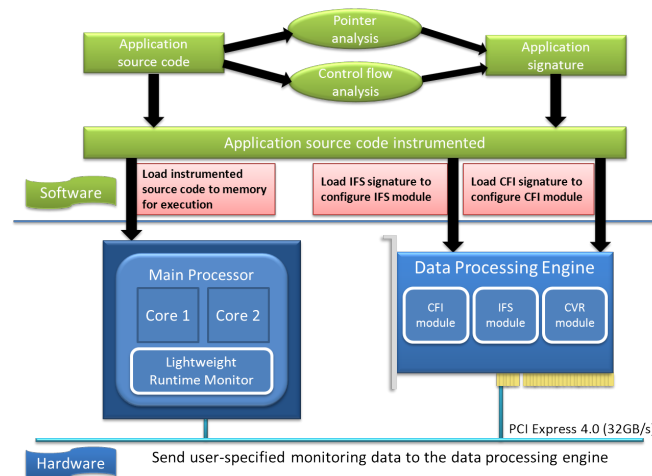 Pointer
analysis
Application
source code
Application
signature
Control flow
analysis
Application source code instrumented
Load instrumented
source code to memory
for execution
Load IFS signature to
configure IFS module
Load CFI signature to
configure CFI module
Software
Main Processor
Core 1
Core 2
Lightweight
Runtime Monitor
Data Processing Engine
CFI
module
IFS
module
CVR
module
PCI Express 4.0 (32GB/s)
Send user-specified monitoring data to the data processing engine
Hardware